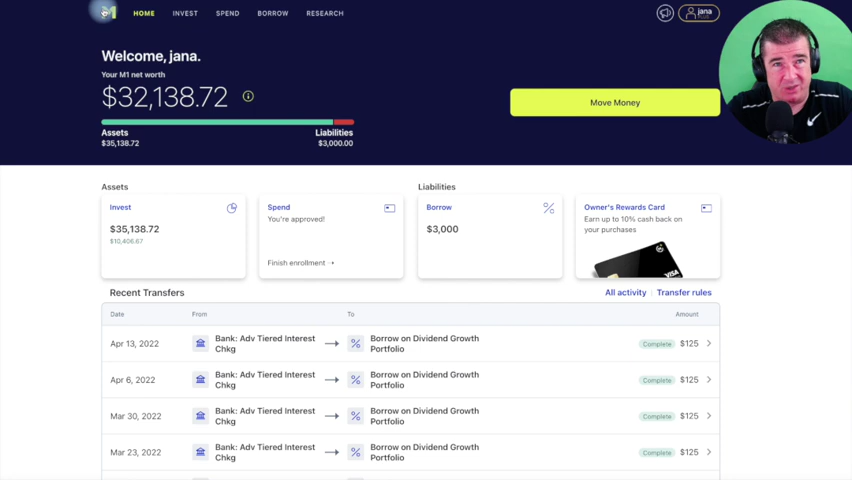 M1 HOME INVEST SPEND BORROW RESEARCH jana
PLUS
Welcome, jana.
Your M1 net worth
$32,138.72
Move Money
Assets Liabilities
$35,138.72 $3,000.00
Assets Liabilities
Invest Spend Borrow Owner's Rewards Card
You're approved! Earn up to 10% cash back on
your purchases
$35,138.72 $3,000
$10,406.67
Finish enrollment
VISA
Recent Transfers All activity | Transfer rules
Date From To Amount
Apr 13, 2022 Bank: Adv Tiered Interest Chkg Borrow on Dividend Growth Portfolio Complete $125
Apr 6, 2022 Bank: Adv Tiered Interest Chkg Borrow on Dividend Growth Portfolio Complete $125
Mar 30, 2022 Bank: Adv Tiered Interest Chkg Borrow on Dividend Growth Portfolio Complete $125
Mar 23, 2022 Bank: Adv Tiered Interest Chkg Borrow on Dividend Growth Portfolio Complete $125